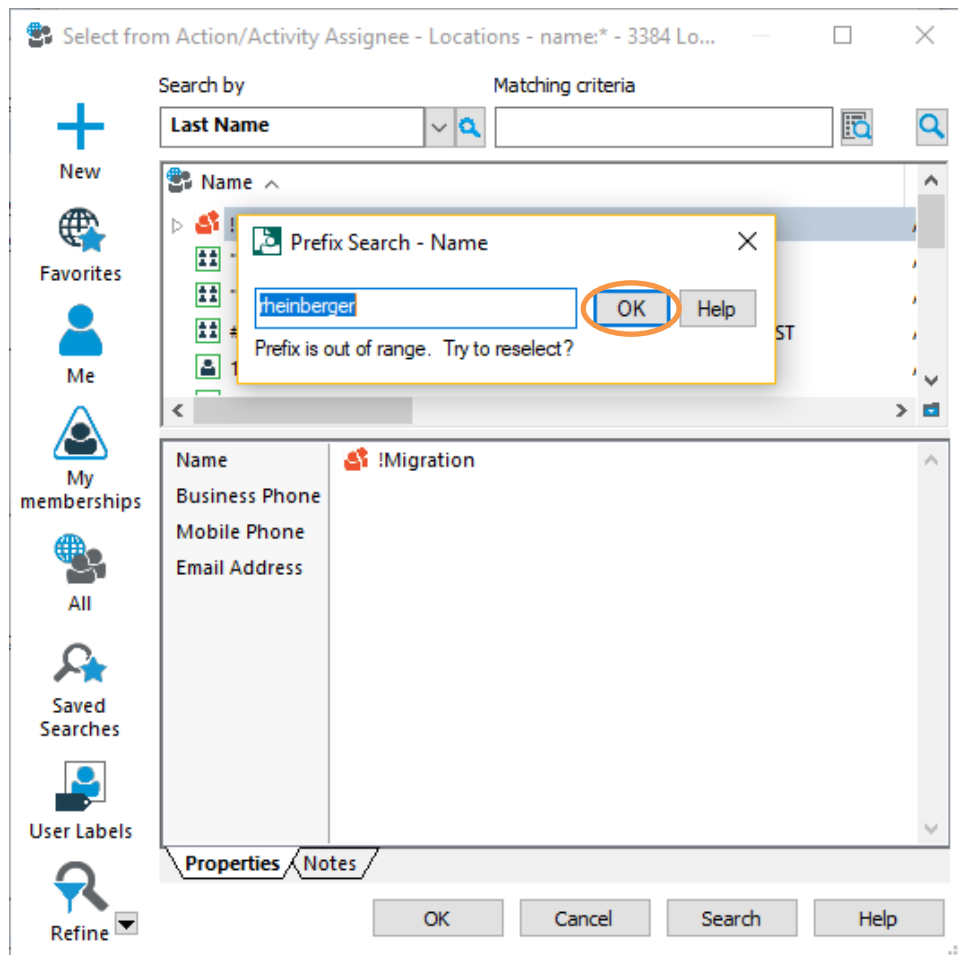 Select from Action/Activity Assignee - Locations - name:* - 3384 Lo...
Search by
Matching criteria
Last Name
New
Name
!
Favorites
Prefix Search - Name
rheinberger
OK
Help
#
ST
Prefix is out of range. Try to reselect?
1
Me
My
memberships
Name
!Migration
Business Phone
Mobile Phone
Email Address
All
Saved
Searches
User Labels
Properties
Notes
Refine
OK
Cancel
Search
Help